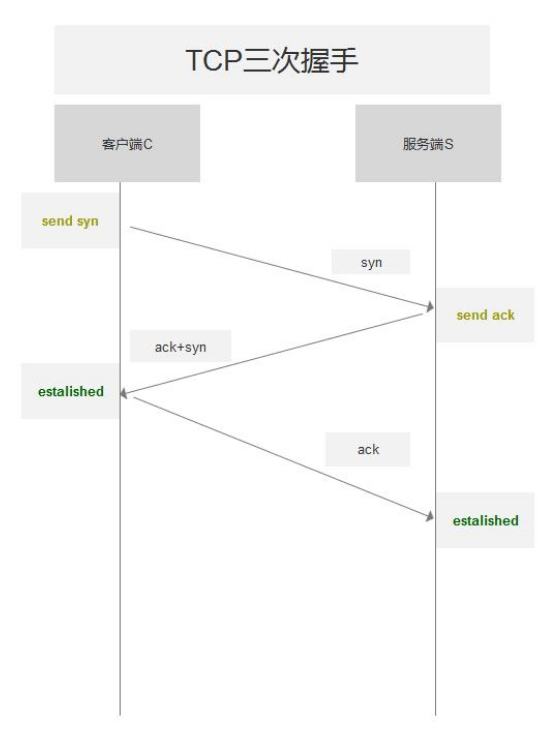 TCP三次握手
客户端C
服务端S
send syn
syn
send ack
ack+syn
estalished
ack
estalished